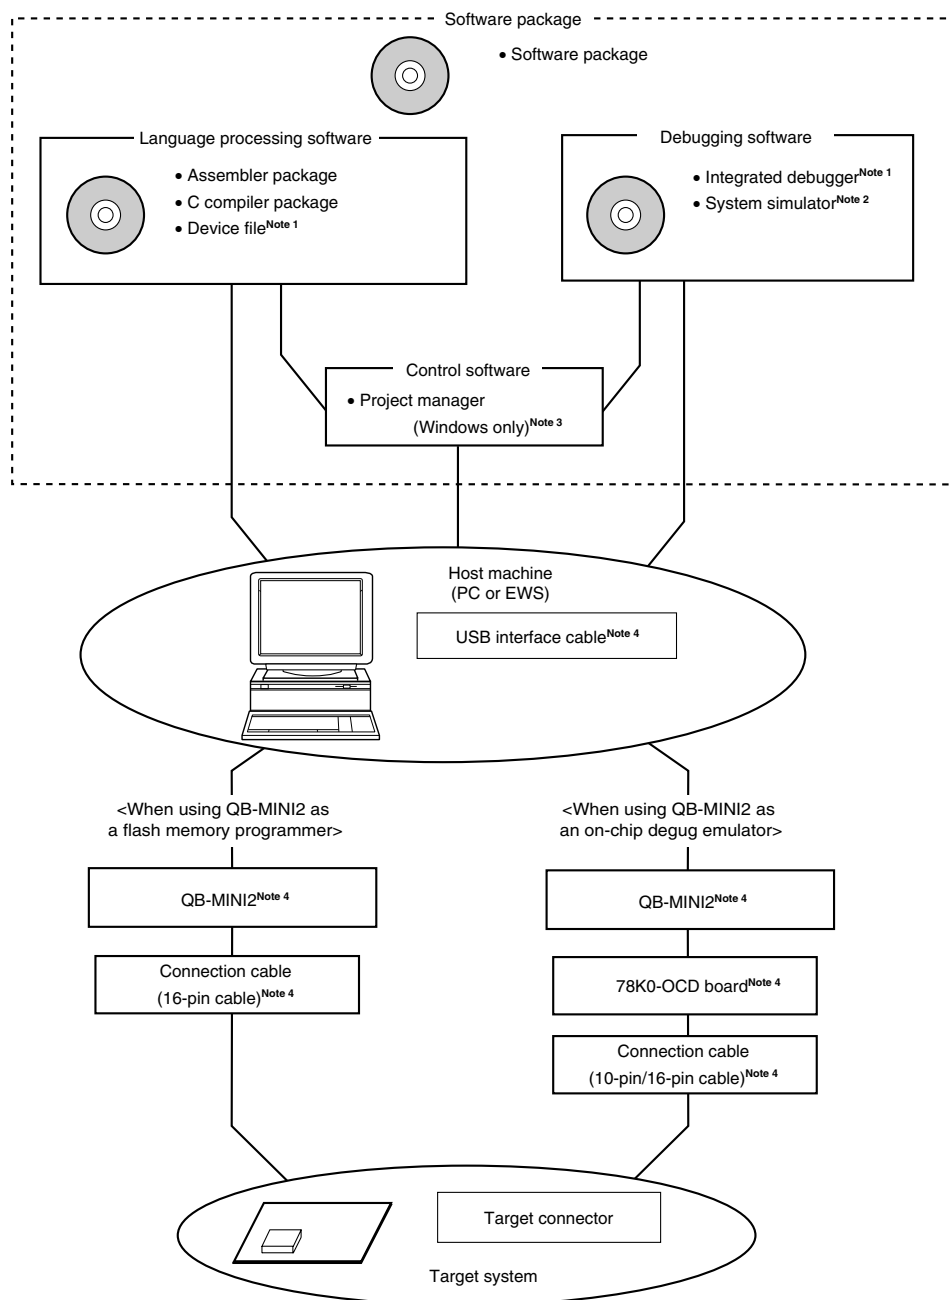 Software package
• Software package
Language processing software
• Assembler package
• C compiler package
• Device fileNote 1
Debugging software
• Integrated debuggerNote 1
• System simulatorNote 2
Control software
• Project manager
(Windows only)Note 3
Host machine
(PC or EWS)
USB interface cableNote 4
<When using QB-MINI2 as
a flash memory programmer>
QB-MINI2Note 4
Connection cable
(16-pin cable)Note 4
<When using QB-MINI2 as
an on-chip degug emulator>
QB-MINI2Note 4
78K0-OCD boardNote 4
Connection cable
(10-pin/16-pin cable)Note 4
Target connector
Target system